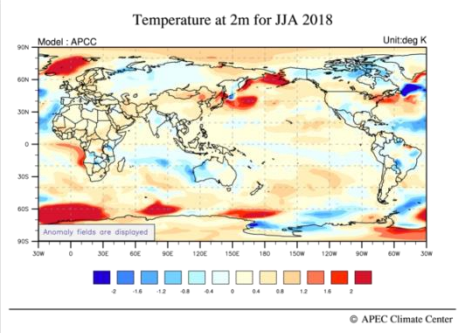 Temperature at 2m for JJA 2018
Model : APCC Unit:deg K
90N
60N
30N
0
30S
60S
90S
Anomaly fields are displayed
30W 0 30E 60E 90E 120E 150E 180 150W 120W 90W 60W 30W
-2 -1.6 -1.2 -0.8 -0.4 0 0.4 0.8 1.2 1.6 2
© APEC Climate Center